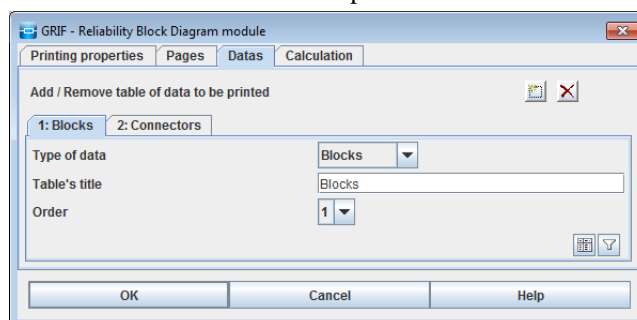 GRIF - Reliability Block Diagram module
Printing properties Pages Datas Calculation
Add / Remove table of data to be printed
1: Blocks 2: Connectors
Type of data Blocks
Table's title Blocks
Order 1
OK Cancel Help